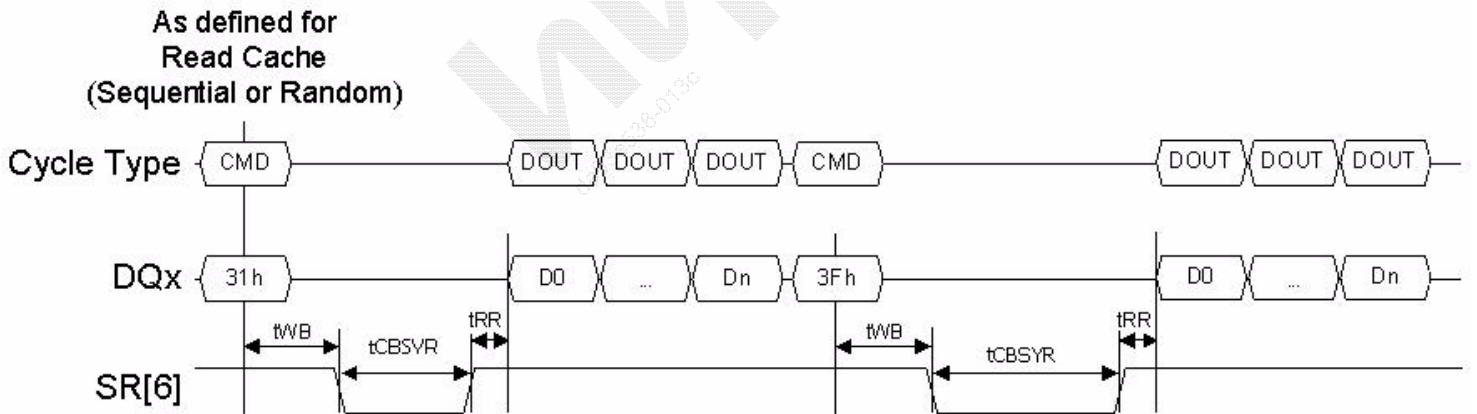 As defined for
Read Cache
(Sequential or Random)
Cycle Type CMD DOUT DOUT DOUT CMD DOUT DOUT DOUT
DQx 31h D0 ... Dn 3Fh D0 ... Dn
tWB tCBSYR tRR tWB tCBSYR tRR
SR[6]